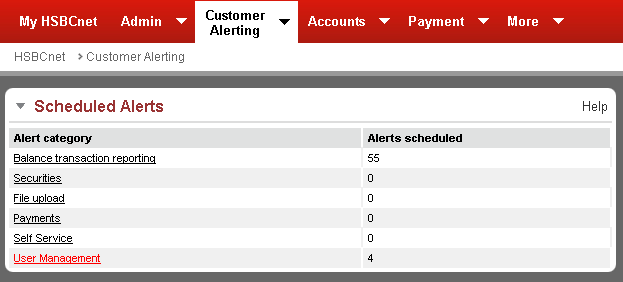 My HSBCnet Admin Customer Alerting Accounts Payment More
HSBCnet > Customer Alerting
Scheduled Alerts Help
Alert category Alerts scheduled
Balance transaction reporting 55
Securities 0
File upload 0
Payments 0
Self Service 0
User Management 4